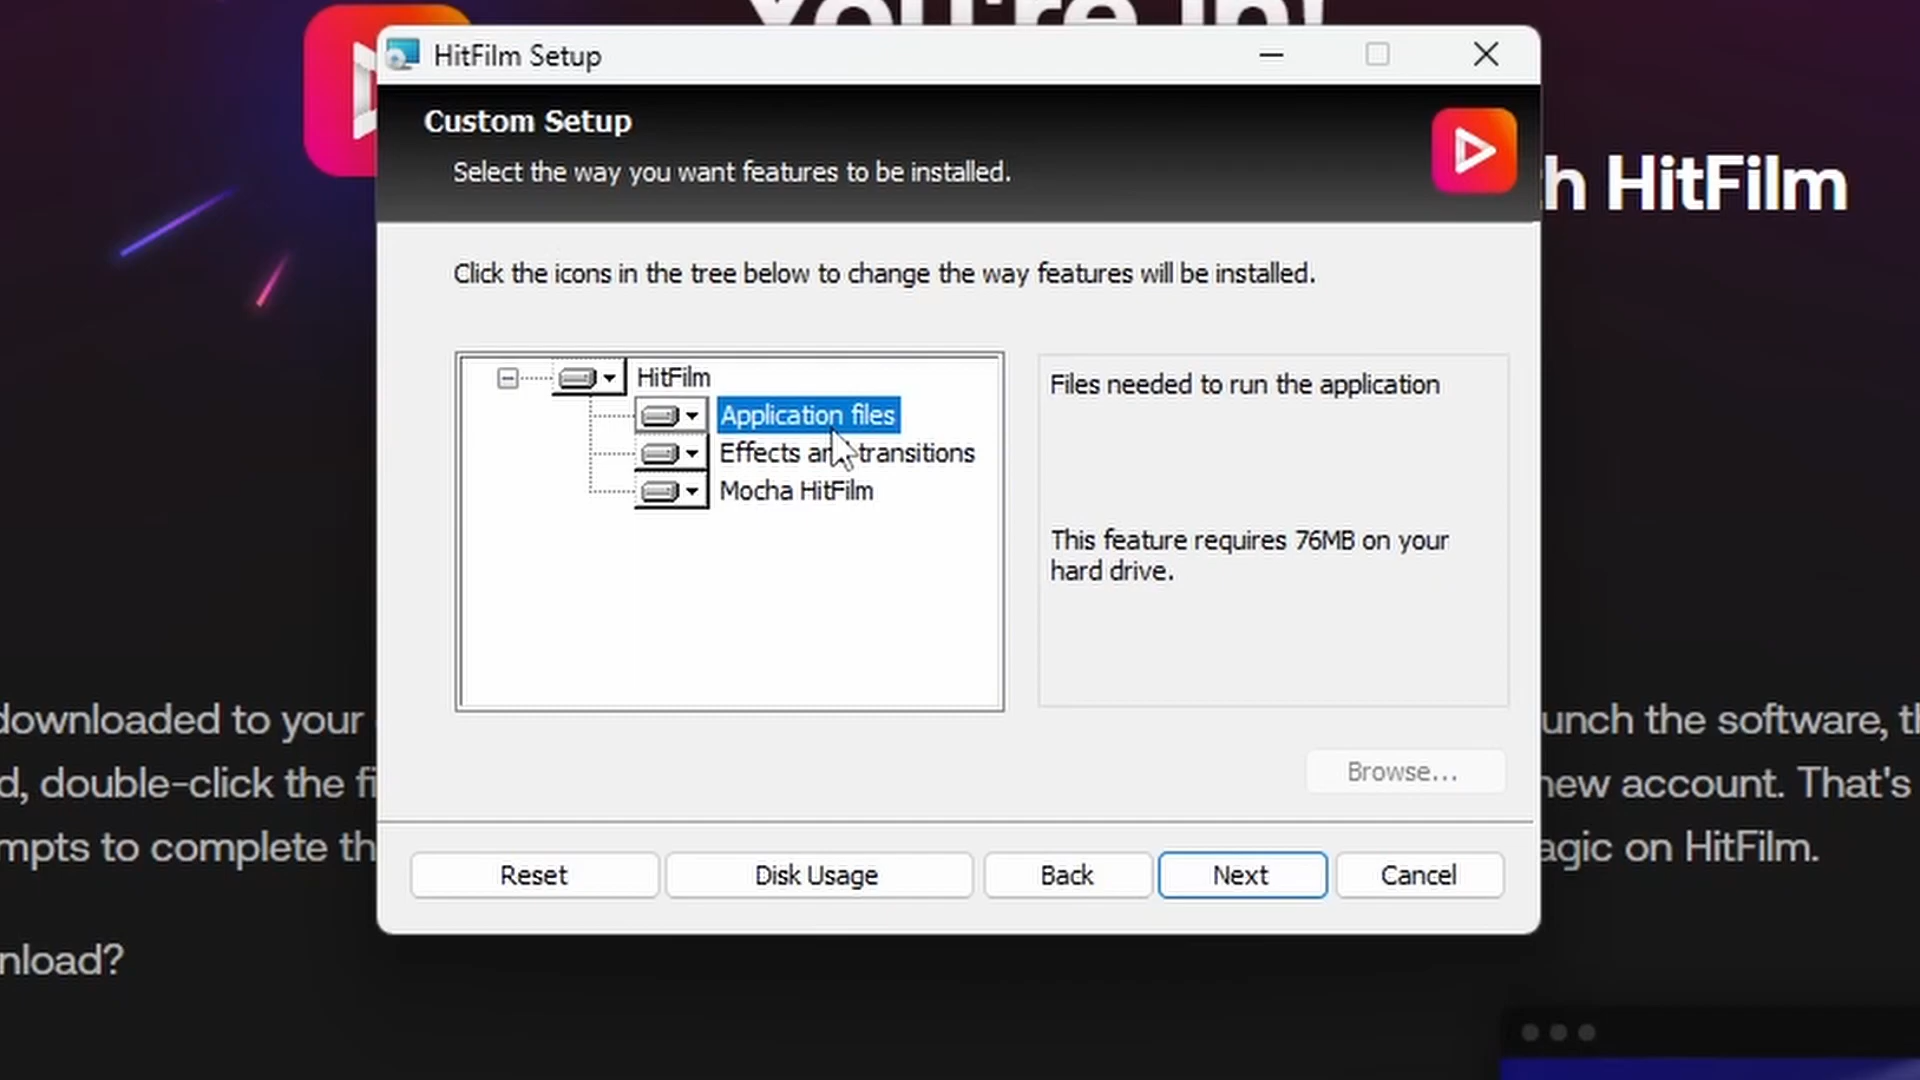 You're in!
HitFilm Setup
Custom Setup
Select the way you want features to be installed.
h HitFilm
Click the icons in the tree below to change the way features will be installed.
HitFilm
Application files
Effects and transitions
Mocha HitFilm
Files needed to run the application
This feature requires 76MB on your
hard drive.
Browse...
downloaded to your
unch the software, th
d, double-click the fi
new account. That's
mpts to complete th
agic on HitFilm.
Reset
Disk Usage
Back
Next
Cancel
nload?